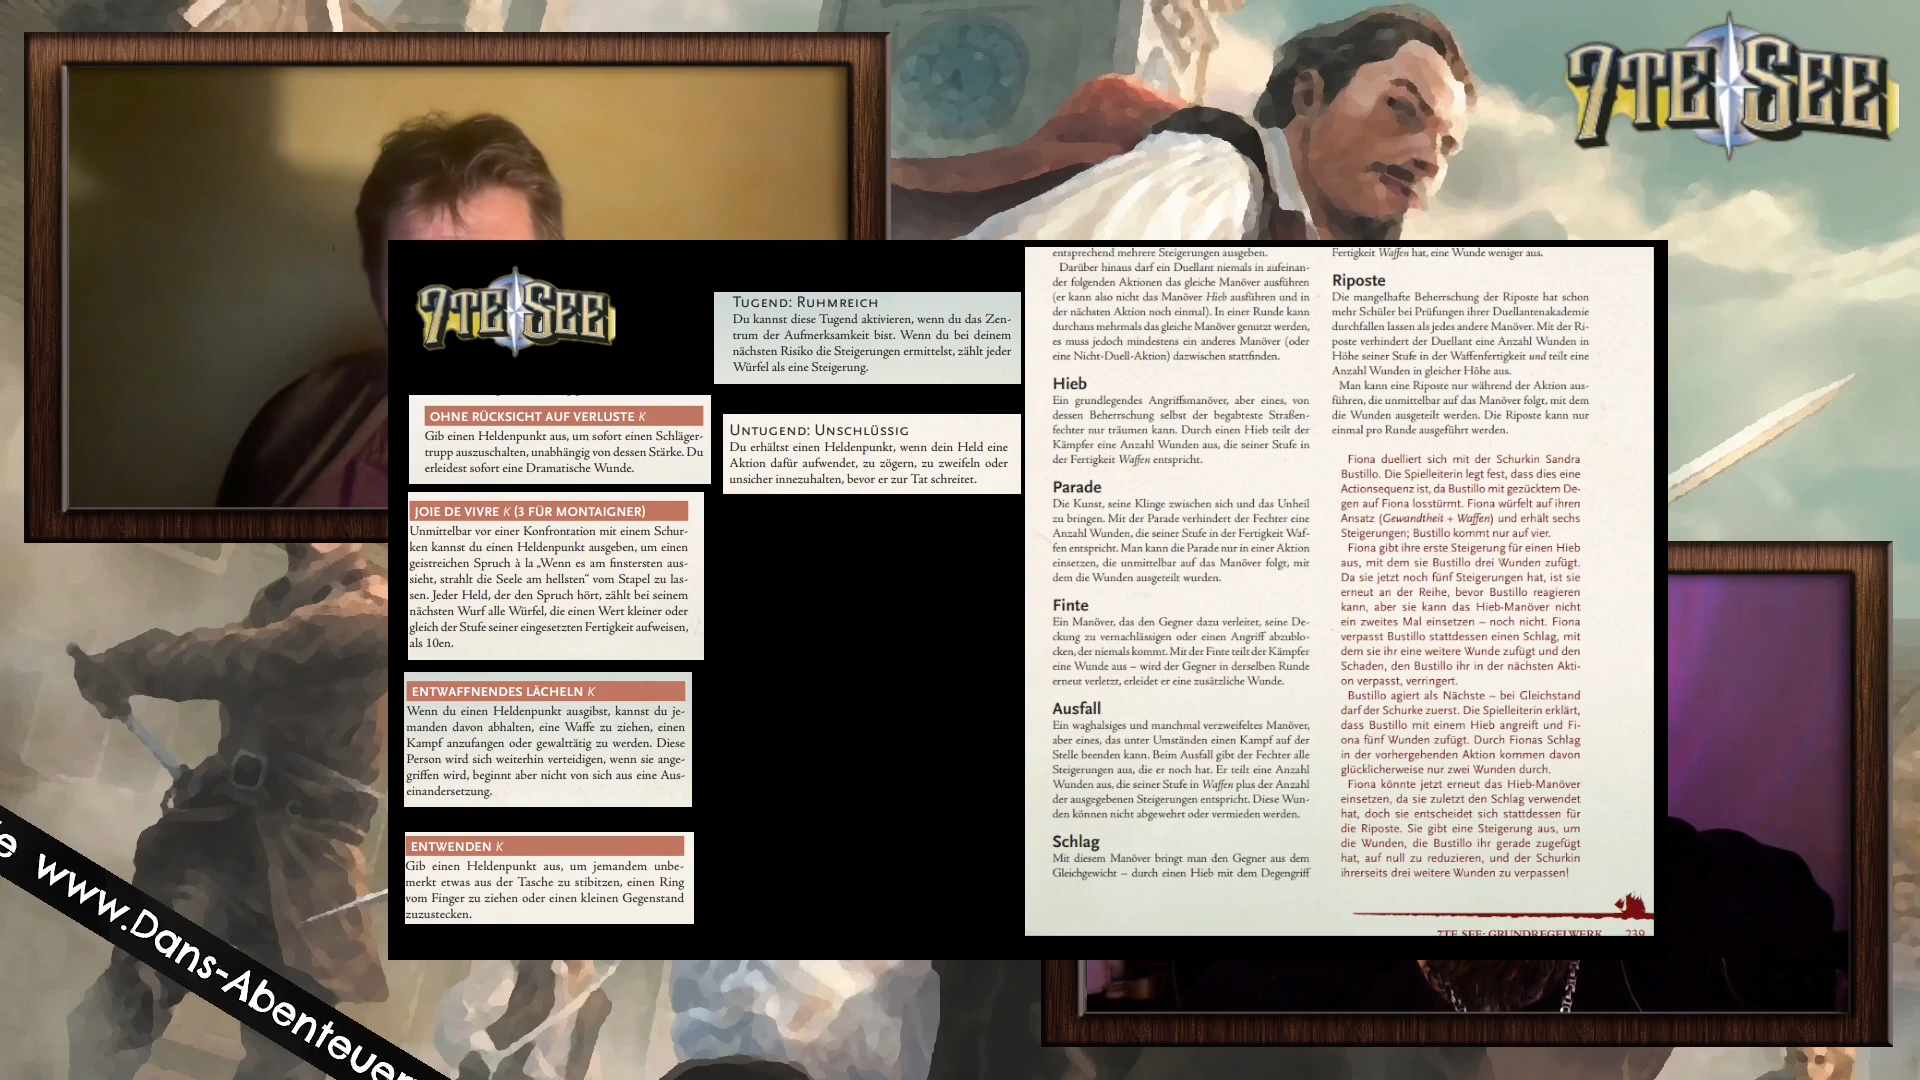 7TE SEE
7TE SEE
OHNE RÜCKSICHT AUF VERLUSTE K
Gib einen Heldenpunkt aus, um sofort einen Schläger-
trupp auszuschalten, unabhängig von dessen Stärke. Du
erleidest sofort eine Dramatische Wunde.
JOIE DE VIVRE K (3 FÜR MONTAIGNER)
Unmittelbar vor einer Konfrontation mit einem Schur-
ken kannst du einen Heldenpunkt ausgeben, um einen
geistreichen Spruch à la „Wenn es am finstersten aus-
sieht, strahlt die Seele am hellsten“ vom Stapel zu las-
sen. Jeder Held, der den Spruch hört, zählt bei seinem
nächsten Wurf alle Würfel, die einen Wert kleiner oder
gleich der Stufe seiner eingesetzten Fertigkeit aufweisen,
als 10en.
ENTWAFFNENDES LÄCHELN K
Wenn du einen Heldenpunkt ausgibst, kannst du je-
manden davon abhalten, eine Waffe zu ziehen, einen
Kampf anzufangen oder gewalttätig zu werden. Diese
Person wird sich weiterhin verteidigen, wenn sie ange-
griffen wird, beginnt aber nicht von sich aus eine Aus-
einandersetzung.
ENTWENDEN K
Gib einen Heldenpunkt aus, um jemandem unbe-
merkt etwas aus der Tasche zu stibitzen, einen Ring
vom Finger zu ziehen oder einen kleinen Gegenstand
zuzustecken.
TUGEND: RUHMREICH
Du kannst diese Tugend aktivieren, wenn du das Zen-
trum der Aufmerksamkeit bist. Wenn du bei deinem
nächsten Risiko die Steigerungen ermittelst, zählt jeder
Würfel als eine Steigerung.
UNTUGEND: UNSCHLÜSSIG
Du erhältst einen Heldenpunkt, wenn dein Held eine
Aktion dafür aufwendet, zu zögern, zu zweifeln oder
unsicher innezuhalten, bevor er zur Tat schreitet.
entsprechend mehrere Steigerungen ausgeben.
Darüber hinaus darf ein Duellant niemals in aufeinan-
der folgenden Aktionen das gleiche Manöver ausführen
(er kann also nicht das Manöver Hieb ausführen und in
der nächsten Aktion noch einmal). In einer Runde kann
durchaus mehrmals das gleiche Manöver genutzt werden,
es muss jedoch mindestens ein anderes Manöver (oder
eine Nicht-Duell-Aktion) dazwischen stattfinden.
Hieb
Ein grundlegendes Angriffsmanöver, aber eines, von
dessen Beherrschung selbst der begabteste Straßen-
fechter nur träumen kann. Durch einen Hieb teilt der
Kämpfer eine Anzahl Wunden aus, die seiner Stufe in
der Fertigkeit Waffen entspricht.
Parade
Die Kunst, seine Klinge zwischen sich und das Unheil
zu bringen. Mit der Parade verhindert der Fechter eine
Anzahl Wunden, die seiner Stufe in der Fertigkeit Waf-
fen entspricht. Man kann die Parade nur in einer Aktion
einsetzen, die unmittelbar auf das Manöver folgt, mit
dem die Wunden ausgeteilt wurden.
Finte
Ein Manöver, das den Gegner dazu verleitet, seine De-
ckung zu vernachlässigen oder einen Angriff abzublo-
cken, der niemals kommt. Mit der Finte teilt der Kämpfer
eine Wunde aus – wird der Gegner in derselben Runde
erneut verletzt, erleidet er eine zusätzliche Wunde.
Ausfall
Ein waghalsiges und manchmal verzweifeltes Manöver,
aber eines, das unter Umständen einen Kampf auf der
Stelle beenden kann. Beim Ausfall gibt der Fechter alle
Steigerungen aus, die er noch hat. Er teilt eine Anzahl
Wunden aus, die seiner Stufe in Waffen plus der Anzahl
der ausgegebenen Steigerungen entspricht. Diese Wun-
den können nicht abgewehrt oder vermieden werden.
Schlag
Mit diesem Manöver bringt man den Gegner aus dem
Gleichgewicht – durch einen Hieb mit dem Degengriff
Fertigkeit Waffen hat, eine Wunde weniger aus.
Riposte
Die mangelhafte Beherrschung der Riposte hat schon
mehr Schüler bei Prüfungen ihrer Duellantenakademie
durchfallen lassen als jedes andere Manöver. Mit der Ri-
poste verhindert der Duellant eine Anzahl Wunden in
Höhe seiner Stufe in der Waffenfertigkeit und teilt eine
Anzahl Wunden in gleicher Höhe aus.
Man kann eine Riposte nur während der Aktion aus-
führen, die unmittelbar auf das Manöver folgt, mit dem
die Wunden ausgeteilt werden. Die Riposte kann nur
einmal pro Runde ausgeführt werden.
Fiona duelliert sich mit der Schurkin Sandra
Bustillo. Die Spielleiterin legt fest, dass dies eine
Actionsequenz ist, da Bustillo mit gezücktem De-
gen auf Fiona losstürmt. Fiona würfelt auf ihren
Ansatz (Gewandtheit + Waffen) und erhält sechs
Steigerungen; Bustillo kommt nur auf vier.
Fiona gibt ihre erste Steigerung für einen Hieb
aus, mit dem sie Bustillo drei Wunden zufügt.
Da sie jetzt noch fünf Steigerungen hat, ist sie
erneut an der Reihe, bevor Bustillo reagieren
kann, aber sie kann das Hieb-Manöver nicht
ein zweites Mal einsetzen – noch nicht. Fiona
verpasst Bustillo stattdessen einen Schlag, mit
dem sie ihr eine weitere Wunde zufügt und den
Schaden, den Bustillo ihr in der nächsten Akti-
on verpasst, verringert.
Bustillo agiert als Nächste – bei Gleichstand
darf der Schurke zuerst. Die Spielleiterin erklärt,
dass Bustillo mit einem Hieb angreift und Fi-
ona fünf Wunden zufügt. Durch Fionas Schlag
in der vorhergehenden Aktion kommen davon
glücklicherweise nur zwei Wunden durch.
Fiona könnte jetzt erneut das Hieb-Manöver
einsetzen, da sie zuletzt den Schlag verwendet
hat, doch sie entscheidet sich stattdessen für
die Riposte. Sie gibt eine Steigerung aus, um
die Wunden, die Bustillo ihr gerade zugefügt
hat, auf null zu reduzieren, und der Schurkin
ihrerseits drei weitere Wunden zu verpassen!
7TE SEE: GRUNDREGELWERK 239
www.Dans-Abenteuer